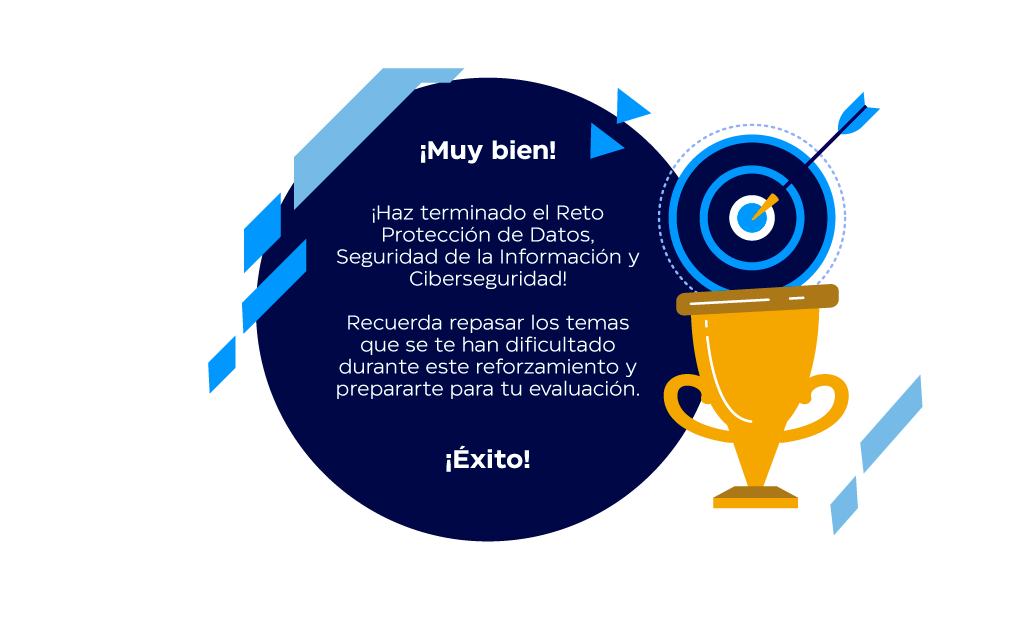 ¡Muy bien!
¡Haz terminado el Reto
Protección de Datos,
Seguridad de la Información y
Ciberseguridad!
Recuerda repasar los temas
que se te han dificultado
durante este reforzamiento y
prepararte para tu evaluación.
¡Éxito!